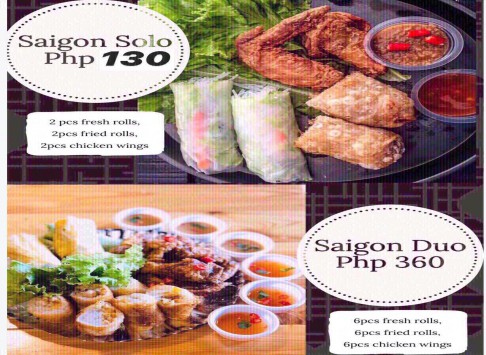 Saigon Solo
Php 130
2 pcs fresh rolls,
2pcs fried rolls,
2pcs chicken wings
Saigon Duo
Php 360
6pcs fresh rolls,
6pcs fried rolls,
6pcs chicken wings